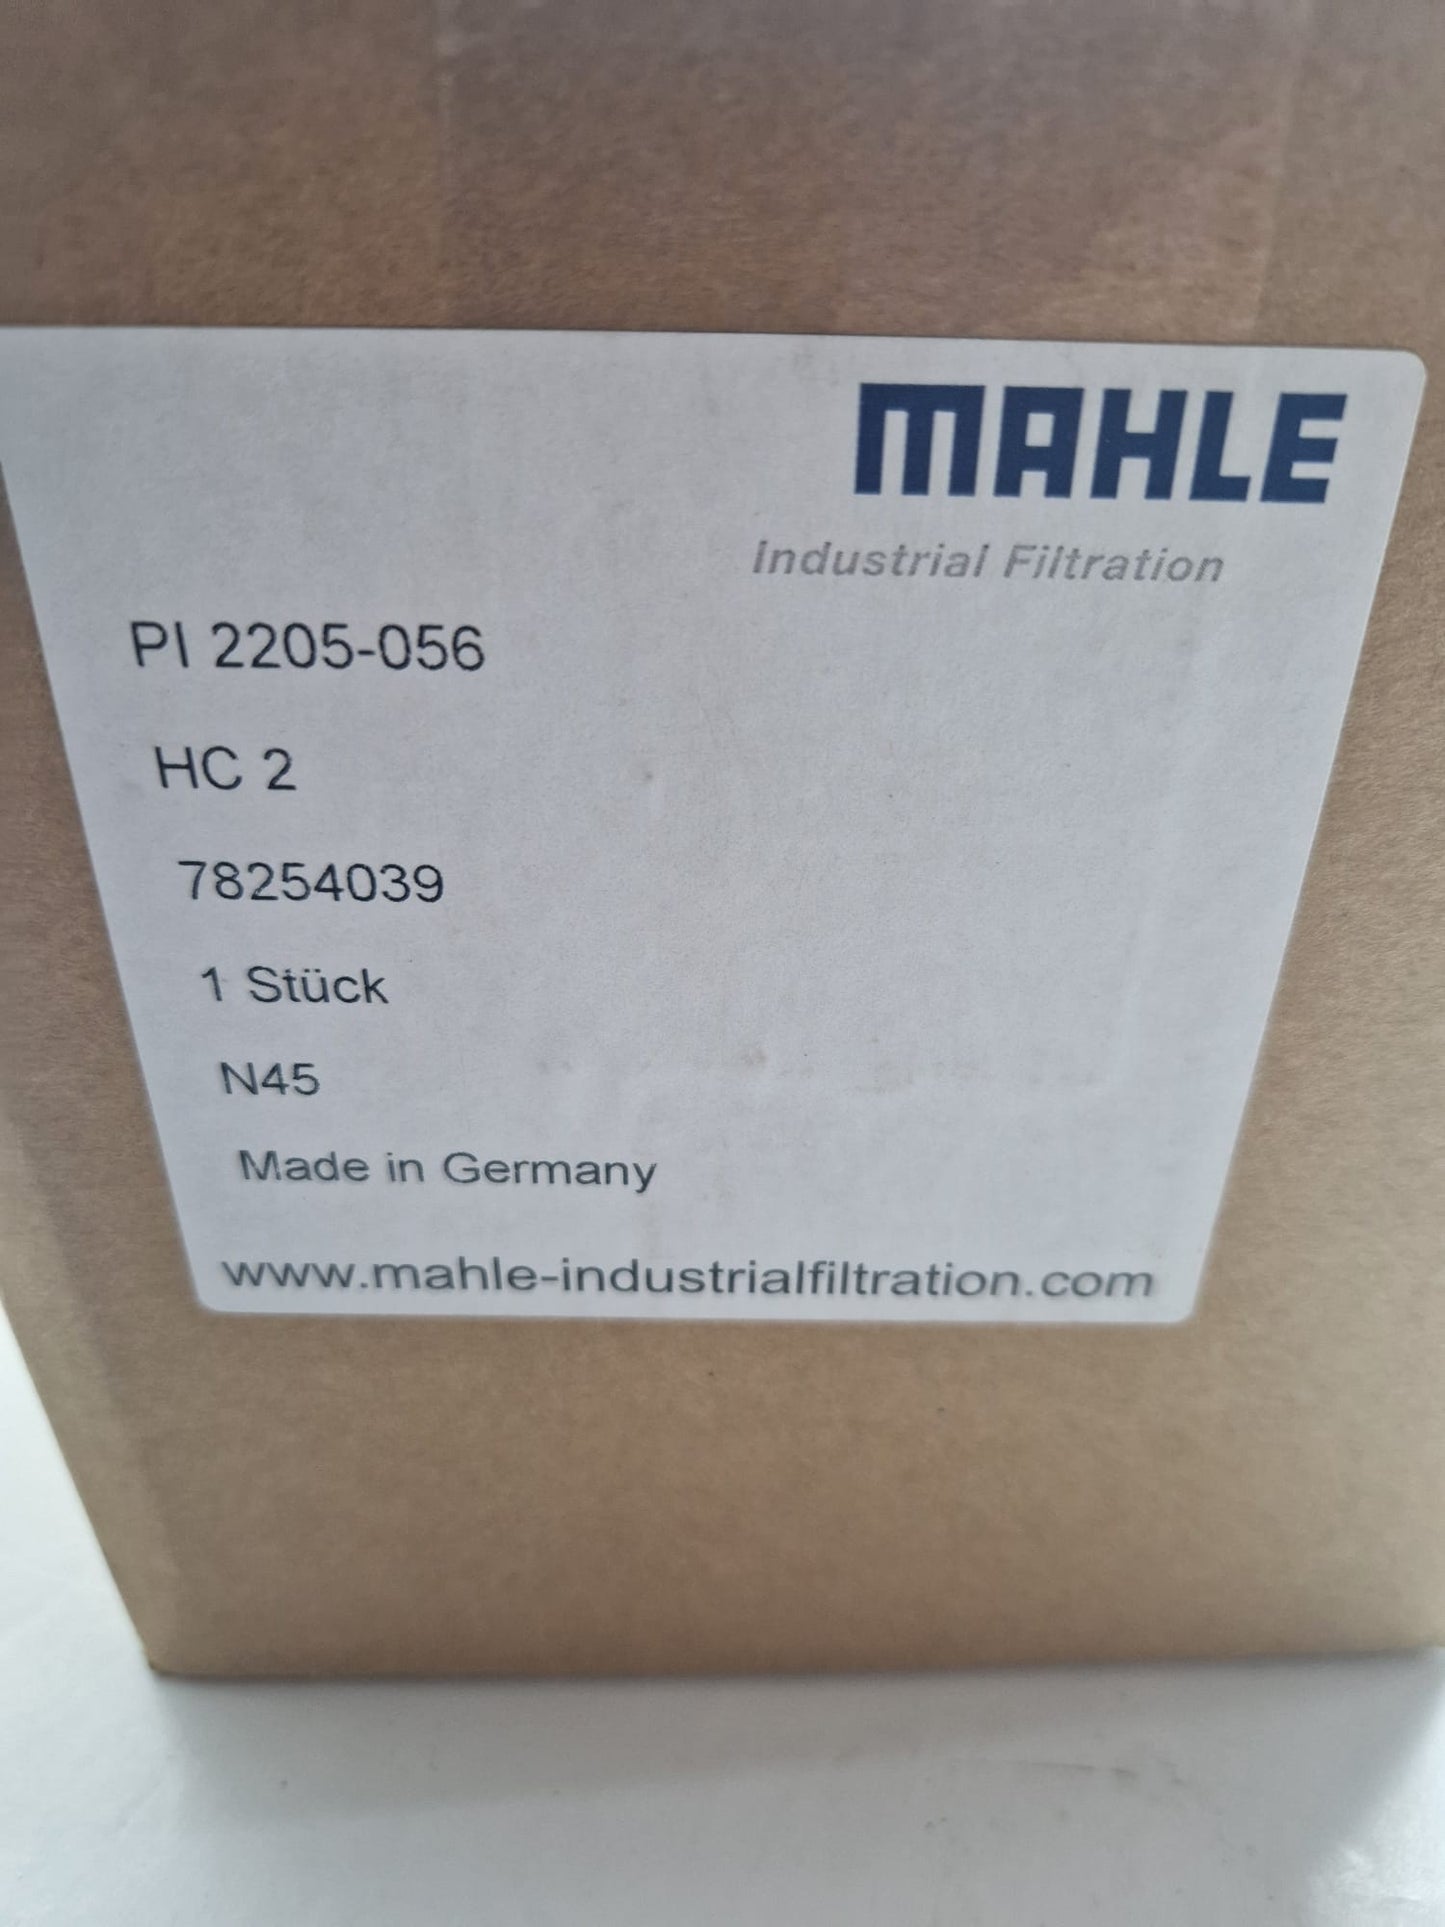 MAHLE
Industrial Filtration
PI 2205-056
HC 2
78254039
1 Stück
N45
Made in Germany
www.mahle-industrialfiltration.com